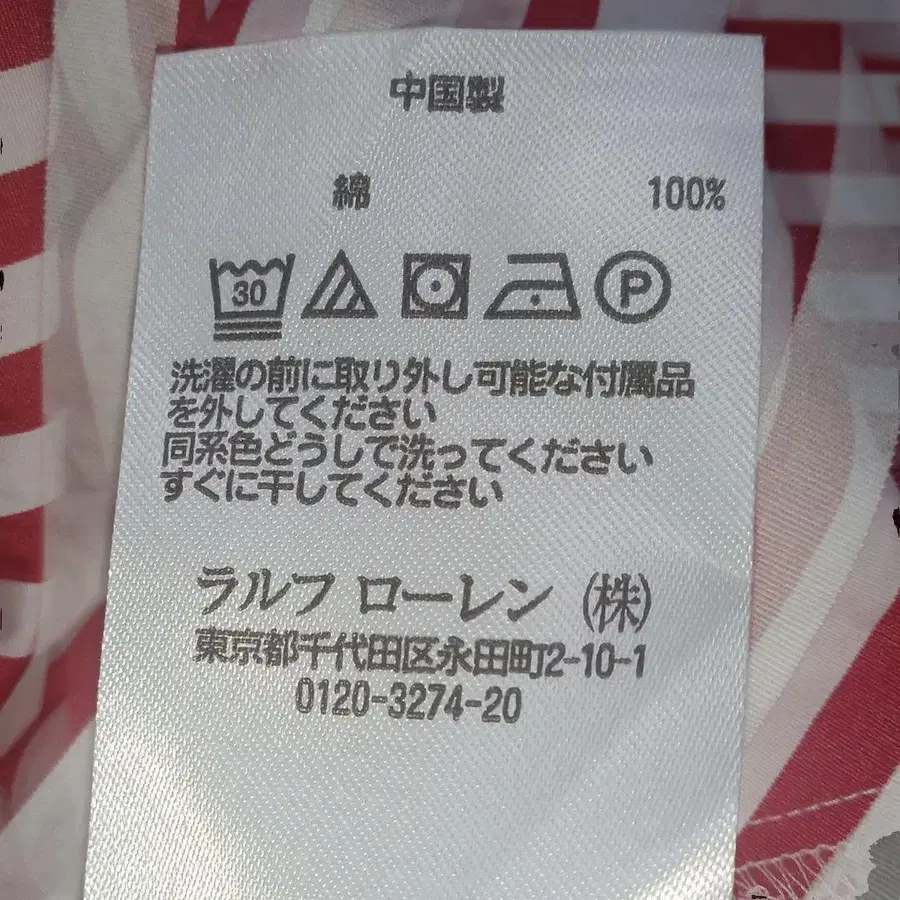 中国製
綿 100%
30 P
洗濯の前に取り外し可能な付属品
を外してください
同系色どうしで洗ってください
すぐに干してください
ラルフ ローレン (株)
東京都千代田区永田町2-10-1
0120-3274-20